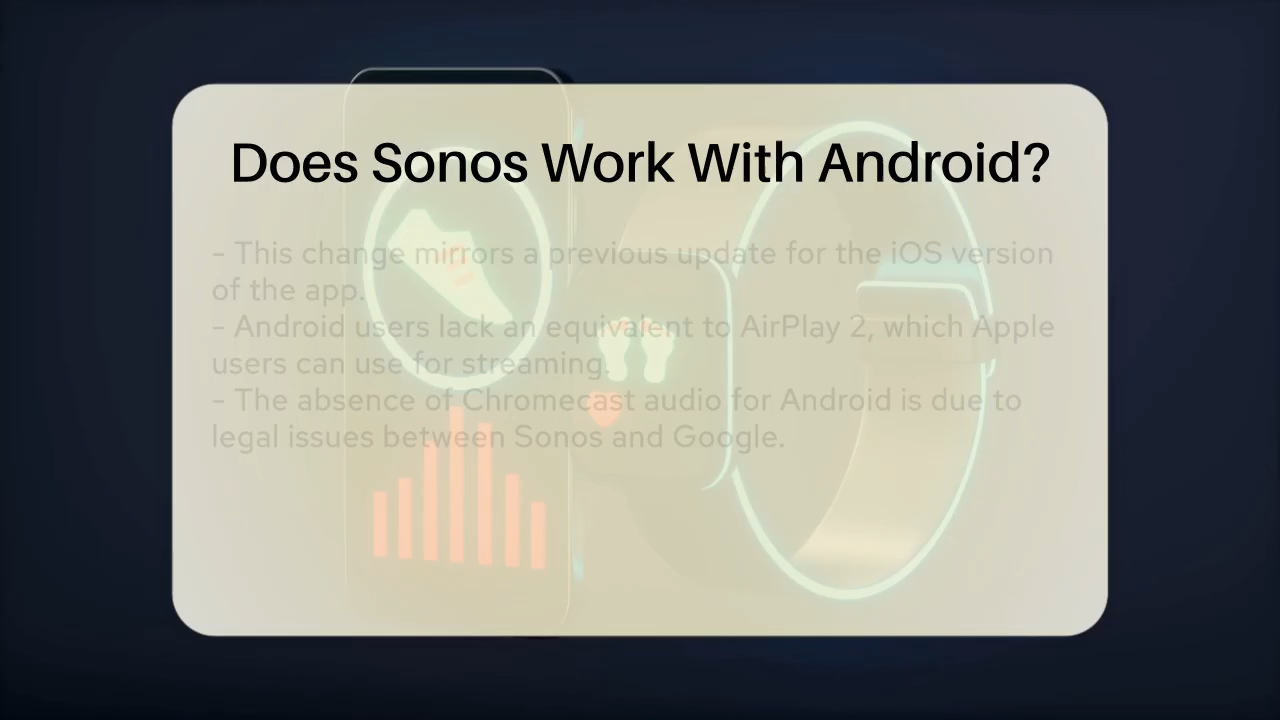 Does Sonos Work With Android?
– This change mirrors a previous update for the iOS version
of the app.
– Android users lack an equivalent to AirPlay 2, which Apple
users can use for streaming.
– The absence of Chromecast audio for Android is due to
legal issues between Sonos and Google.